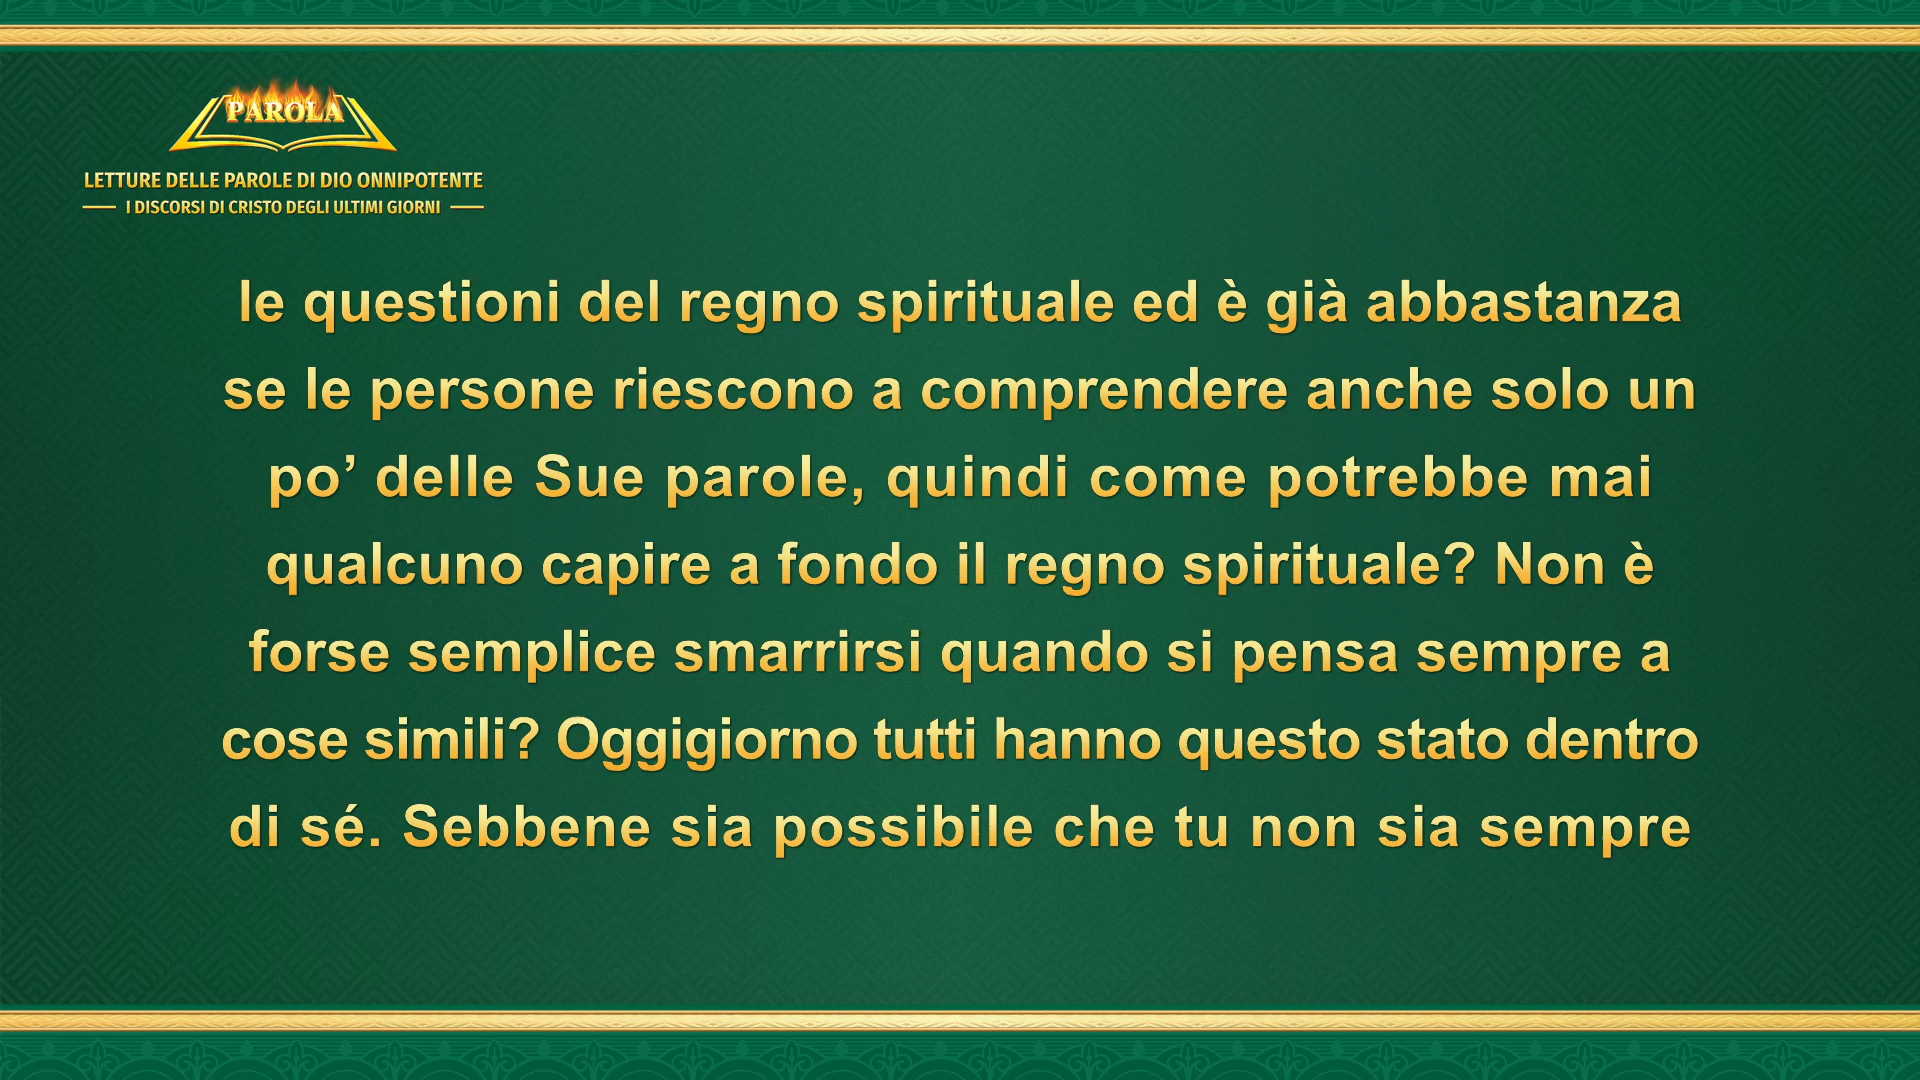 PAROLA
LETTURE DELLE PAROLE DI DIO ONNIPOTENTE
I DISCORSI DI CRISTO DEGLI ULTIMI GIORNI
le questioni del regno spirituale ed è già abbastanza
se le persone riescono a comprendere anche solo un
po’ delle Sue parole, quindi come potrebbe mai
qualcuno capire a fondo il regno spirituale? Non è
forse semplice smarrirsi quando si pensa sempre a
cose simili? Oggigiorno tutti hanno questo stato dentro
di sé. Sebbene sia possibile che tu non sia sempre